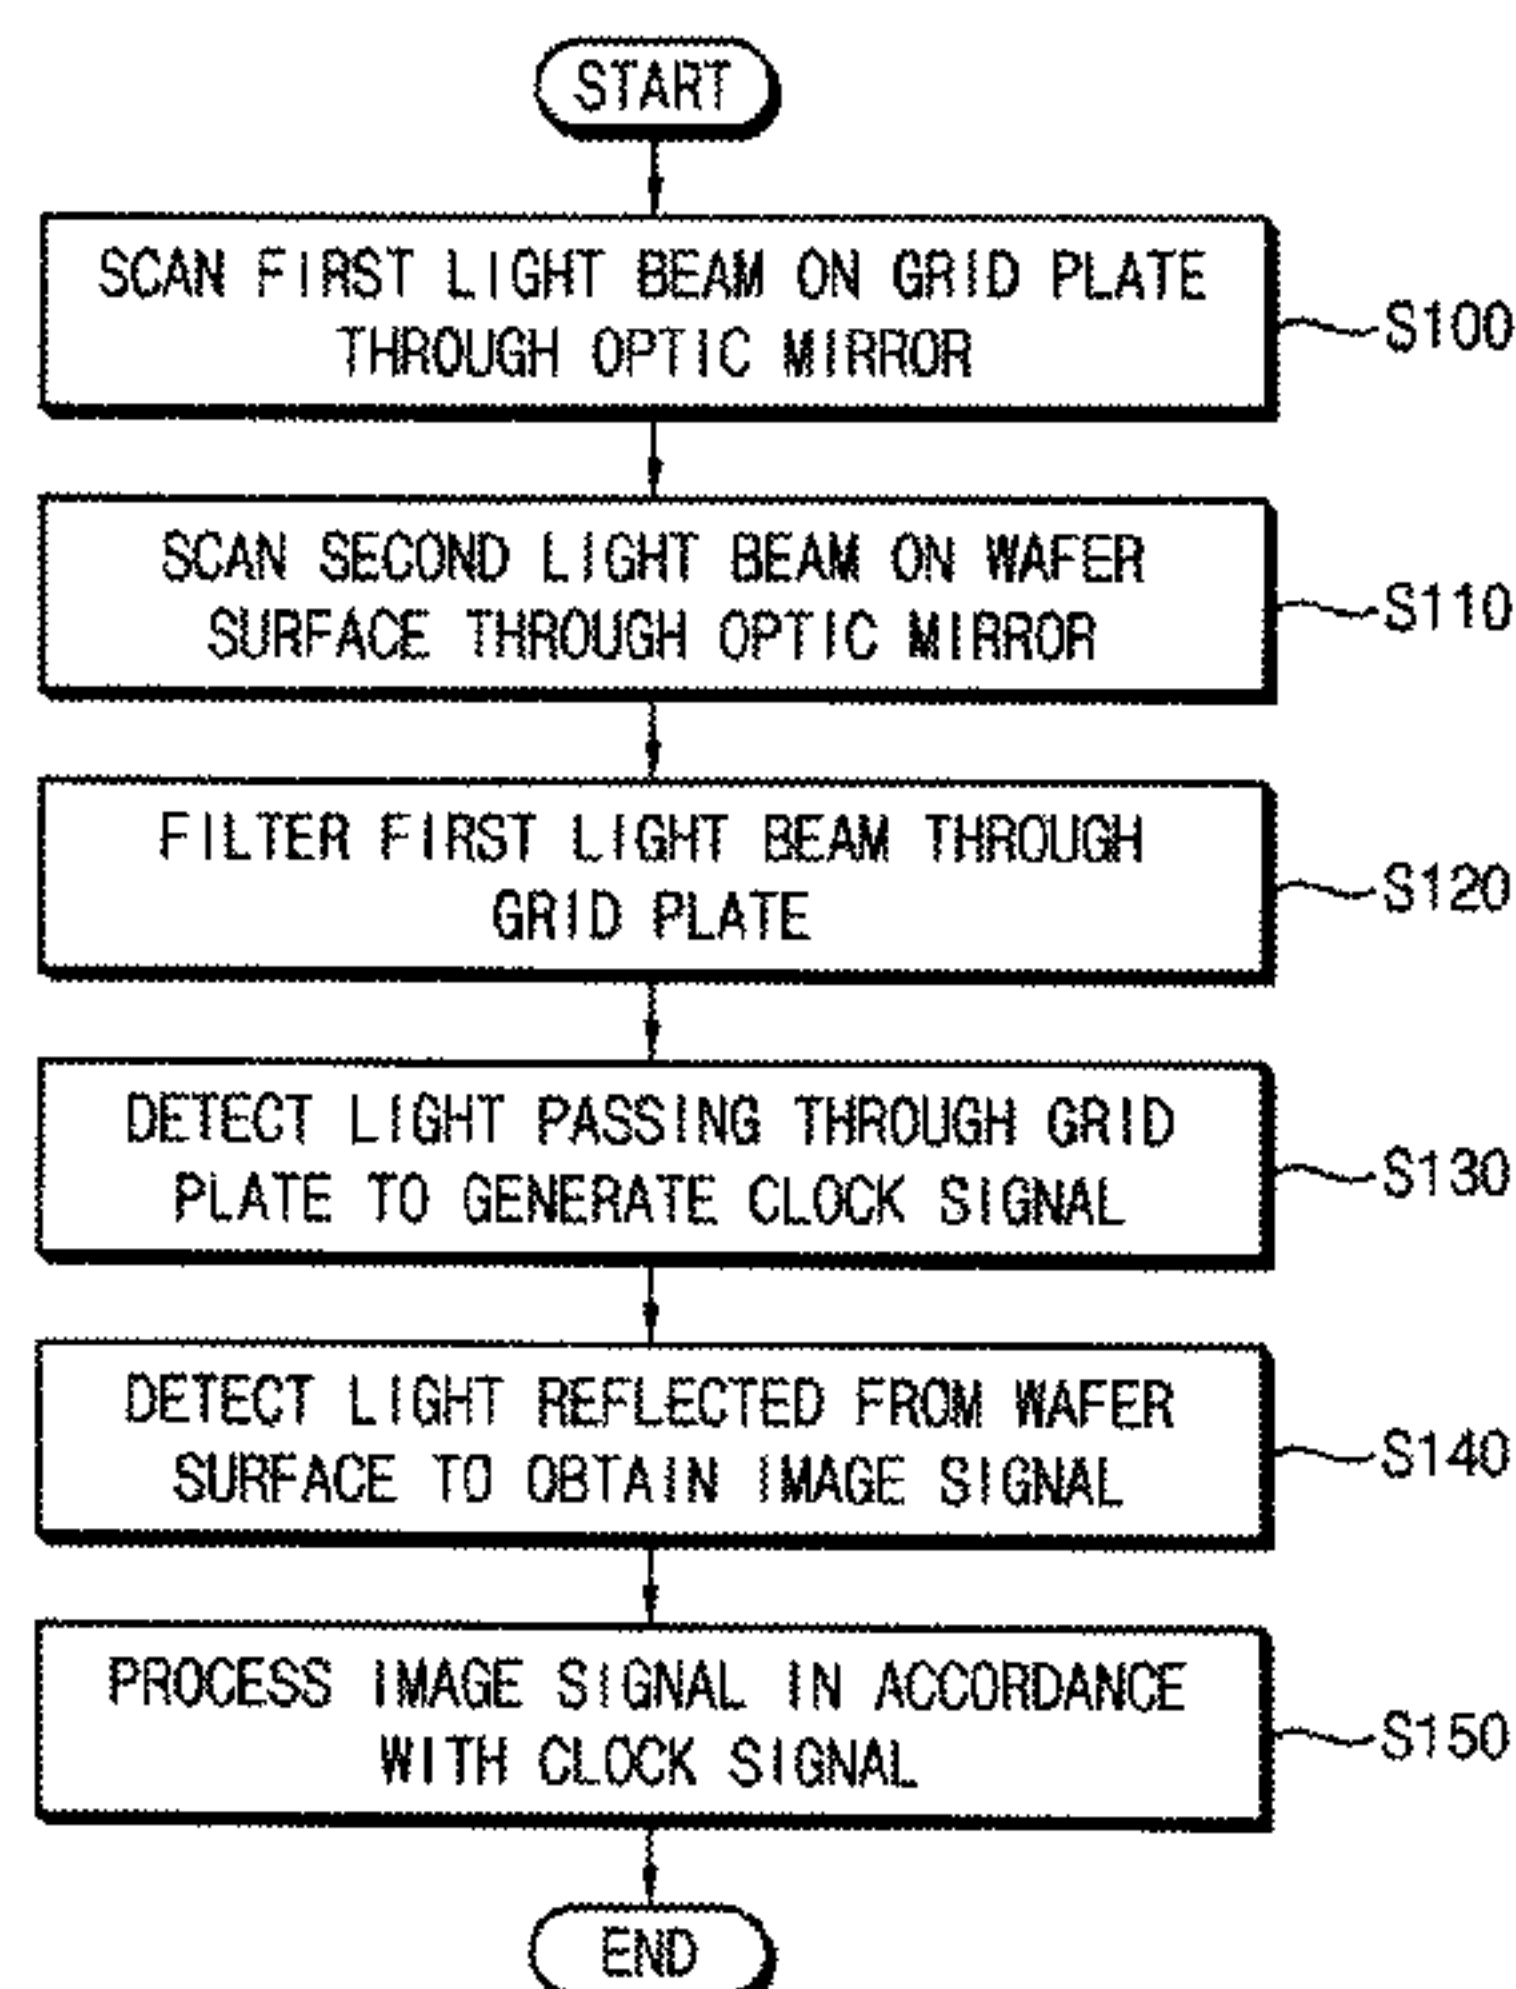 START
SCAN FIRST LIGHT BEAM ON GRID PLATE
THROUGH OPTIC MIRROR
S100
SCAN SECOND LIGHT BEAM ON WAFER
SURFACE THROUGH OPTIC MIRROR
S110
FILTER FIRST LIGHT BEAM THROUGH
GRID PLATE
S120
DETECT LIGHT PASSING THROUGH GRID
PLATE TO GENERATE CLOCK SIGNAL
S130
DETECT LIGHT REFLECTED FROM WAFER
SURFACE TO OBTAIN IMAGE SIGNAL
S140
PROCESS IMAGE SIGNAL IN ACCORDANCE
WITH CLOCK SIGNAL
S150
END